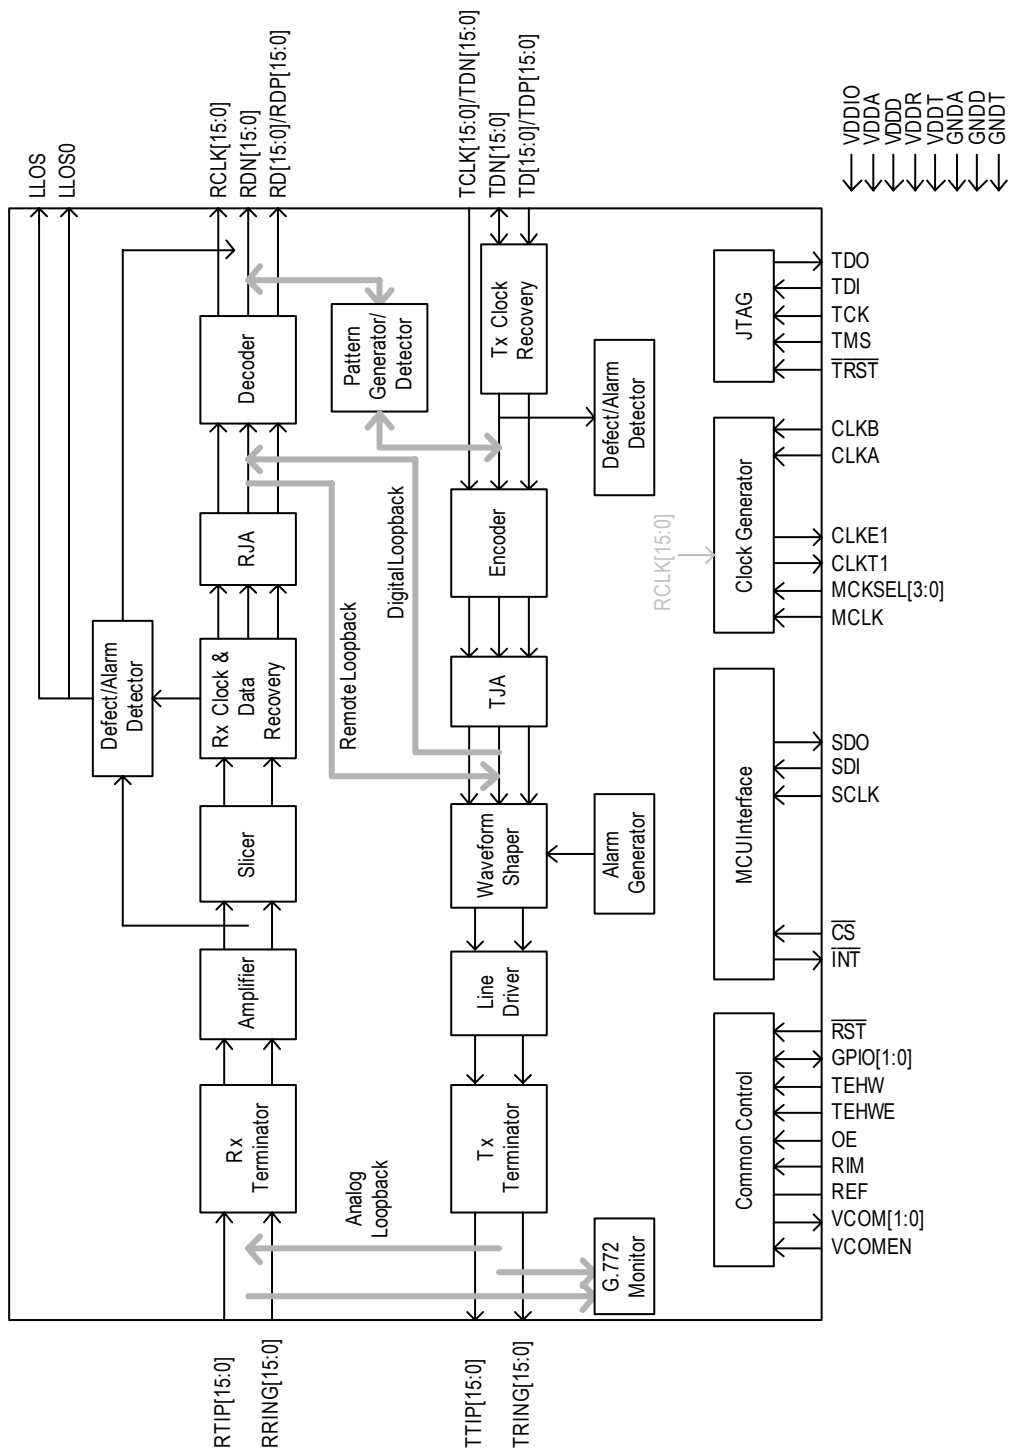 LLOS
LLOS0
RCLK[15:0]
RDN[15:0]
RD[15:0]/RDP[15:0]
TCLK[15:0]/TDN[15:0]
TDN[15:0]
TD[15:0]/TDP[15:0]
VDDIO
VDDA
VDDD
VDDR
VDDT
GNDA
GNDD
GNDT
Decoder
Pattern
Generator/
Detector
Tx Clock
Recovery
Defect/Alarm
Detector
JTAG
TDO
TDI
TCK
TMS
TRST
RJA
Digital Loopback
Encoder
RCLK[15:0]
Clock Generator
CLKB
CLKA
CLKE1
CLKT1
MCKSEL[3:0]
MCLK
Defect/Alarm
Detector
Rx Clock &
Data
Recovery
Remote Loopback
TJA
Slicer
Waveform
Shaper
Alarm
Generator
MCUInterface
SDO
SDI
SCLK
CS
INT
Amplifier
Line
Driver
Rx
Terminator
Analog
Loopback
Tx
Terminator
G.772
Monitor
Common Control
RST
GPIO[1:0]
TEHW
TEHWE
OE
RIM
REF
VCOM[1:0]
VCOMEN
RTIP[15:0]
RRING[15:0]
TTIP[15:0]
TRING[15:0]